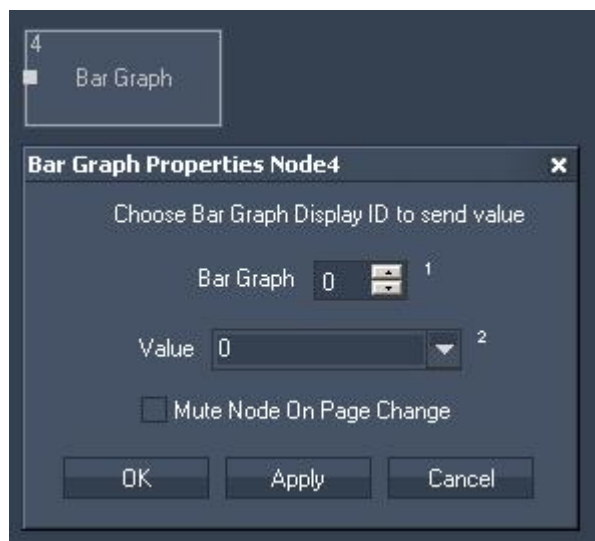 4
Bar Graph
Bar Graph Properties Node4
Choose Bar Graph Display ID to send value
Bar Graph 0 1
Value 0 2
Mute Node On Page Change
OK Apply Cancel